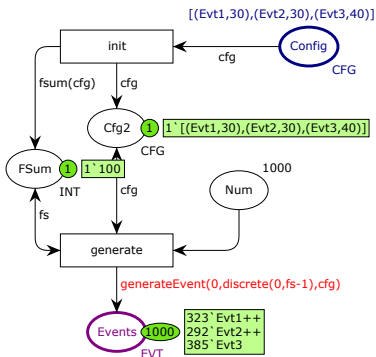 [(Evt1,30),(Evt2,30),(Evt3,40)]
init
Config
cfg
CFG
fsum(cfg)
cfg
Cfg2
1
1`[(Evt1,30),(Evt2,30),(Evt3,40)]
CFG
FSum
1
1`100
INT
cfg
1000
Num
fs
generate
generateEvent(0,discrete(0,fs-1),cfg)
Events
1000
323`Evt1++
292`Evt2++
385`Evt3
EVT